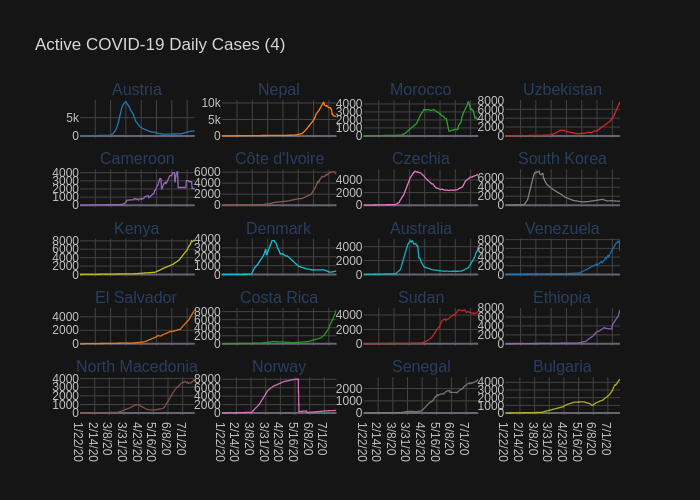 Active COVID-19 Daily Cases (4)
Austria Nepal Morocco Uzbekistan
5k 0
10k 5k 0
4000 3000 2000 1000 0
8000 6000 4000 2000 0
Cameroon Côte d'Ivoire Czechia South Korea
4000 3000 2000 1000 0
6000 4000 2000 0
4000 2000 0
6000 4000 2000 0
Kenya Denmark Australia Venezuela
8000 6000 4000 2000 0
4000 3000 2000 1000 0
4000 2000 0
8000 6000 4000 2000 0
El Salvador Costa Rica Sudan Ethiopia
4000 2000 0
8000 6000 4000 2000 0
4000 2000 0
8000 6000 4000 2000 0
North Macedonia Norway Senegal Bulgaria
4000 3000 2000 1000 0
8000 6000 4000 2000 0
2000 1000 0
4000 3000 2000 1000 0
1/22/20 2/14/20 3/8/20 3/31/20 4/23/20 5/16/20 6/8/20 7/1/20
1/22/20 2/14/20 3/8/20 3/31/20 4/23/20 5/16/20 6/8/20 7/1/20
1/22/20 2/14/20 3/8/20 3/31/20 4/23/20 5/16/20 6/8/20 7/1/20
1/22/20 2/14/20 3/8/20 3/31/20 4/23/20 5/16/20 6/8/20 7/1/20